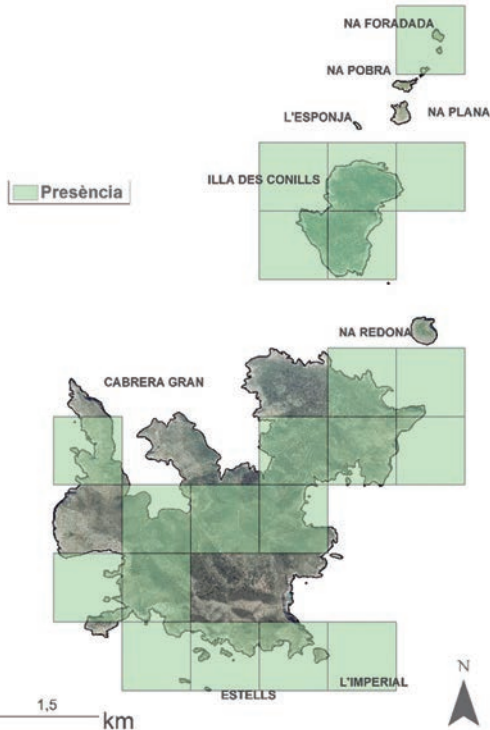 NA FORADADA
NA POBRA
NA PLANA
L'ESPONJA
ILLA DES CONILLS
Presència
NA REDONA
CABRERA GRAN
L'IMPERIAL
ESTELLS
N
1,5
km